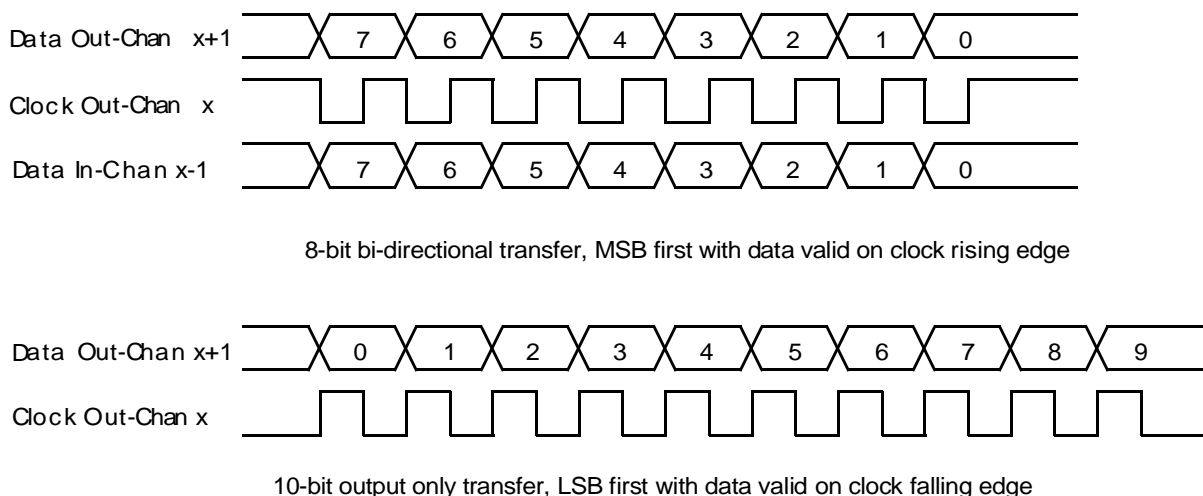 Data Out-Chan x+1 7 6 5 4 3 2 1 0
Clock Out-Chan x
Data In-Chan x-1 7 6 5 4 3 2 1 0
8-bit bi-directional transfer, MSB first with data valid on clock rising edge
Data Out-Chan x+1 0 1 2 3 4 5 6 7 8 9
Clock Out-Chan x
10-bit output only transfer, LSB first with data valid on clock falling edge